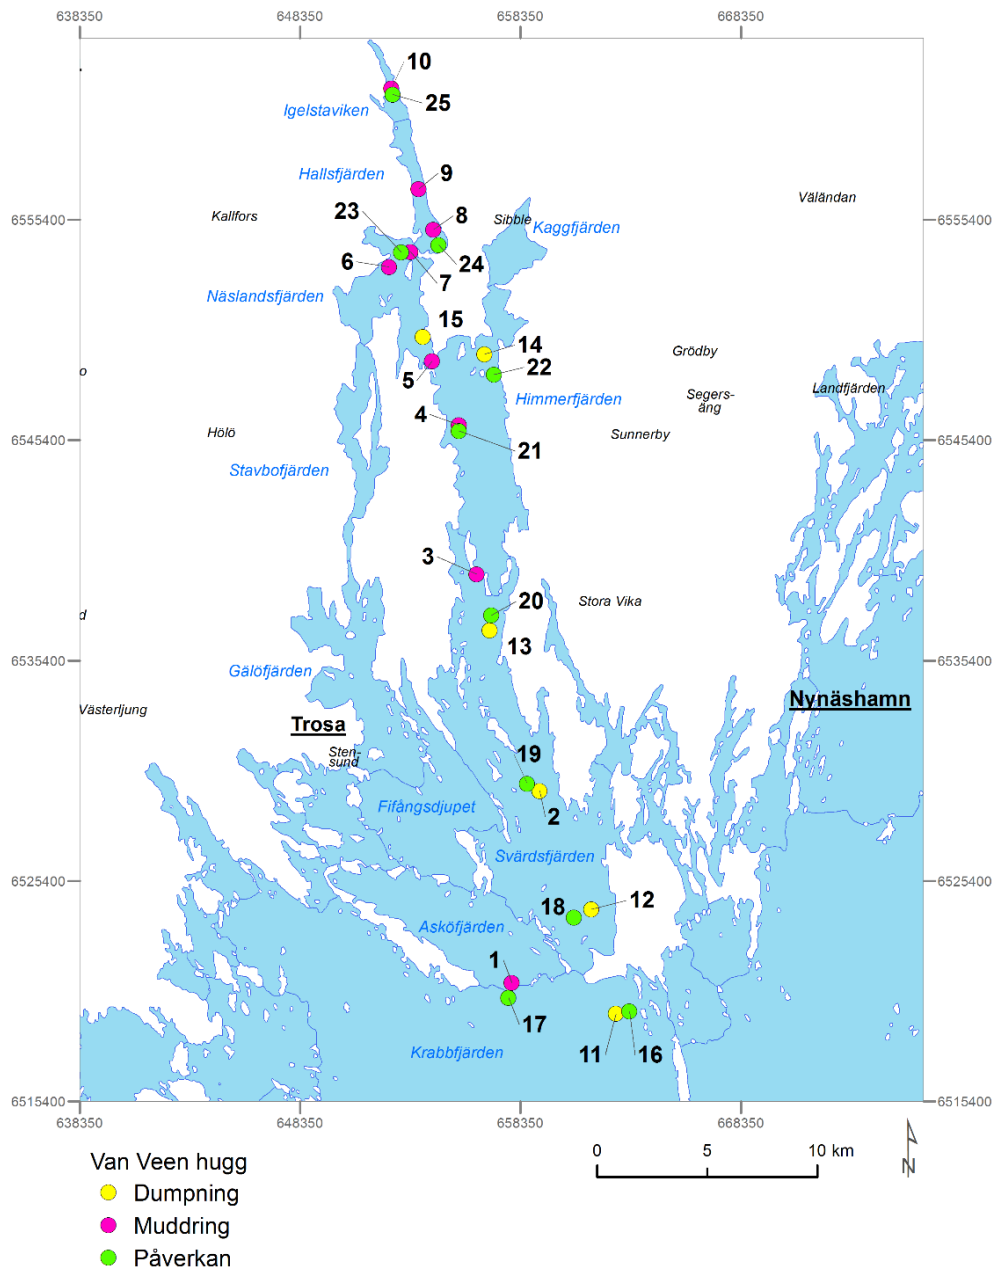 638350 648350 658350 668350
10
25
Igelstaviken
Hallsfjärden
9
Väländan
Kallfors
23
8
Sibble
Kaggfjärden
6555400
6555400
6
7
24
Näslandsfjärden
15
14
Grödby
o
5
22
Himmerfjärden
Segers-
äng
Landfjärden
4
Hölö
Sunnerby
6545400
6545400
21
Stavbofjärden
3
20
Stora Vika
d
13
6535400
6535400
Gälöfjärden
Västerljung
Trosa
Nynäshamn
Sten-
sund
19
Fifångsdjupet
2
Svärdsfjärden
6525400
6525400
18
12
Asköfjärden
1
17
11
16
Krabbfjärden
6515400
6515400
638350 648350 658350 668350
N
0 5 10 km
Van Veen hugg
Dumpning
Muddring
Påverkan